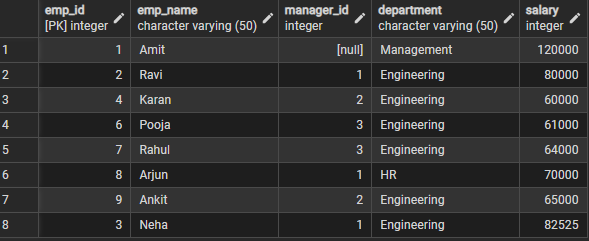 emp_id emp_name manager_id department salary
[PK] integer character varying (50) integer character varying (50) integer
1 1 Amit [null] Management 120000
2 2 Ravi 1 Engineering 80000
3 4 Karan 2 Engineering 60000
4 6 Pooja 3 Engineering 61000
5 7 Rahul 3 Engineering 64000
6 8 Arjun 1 HR 70000
7 9 Ankit 2 Engineering 65000
8 3 Neha 1 Engineering 82525